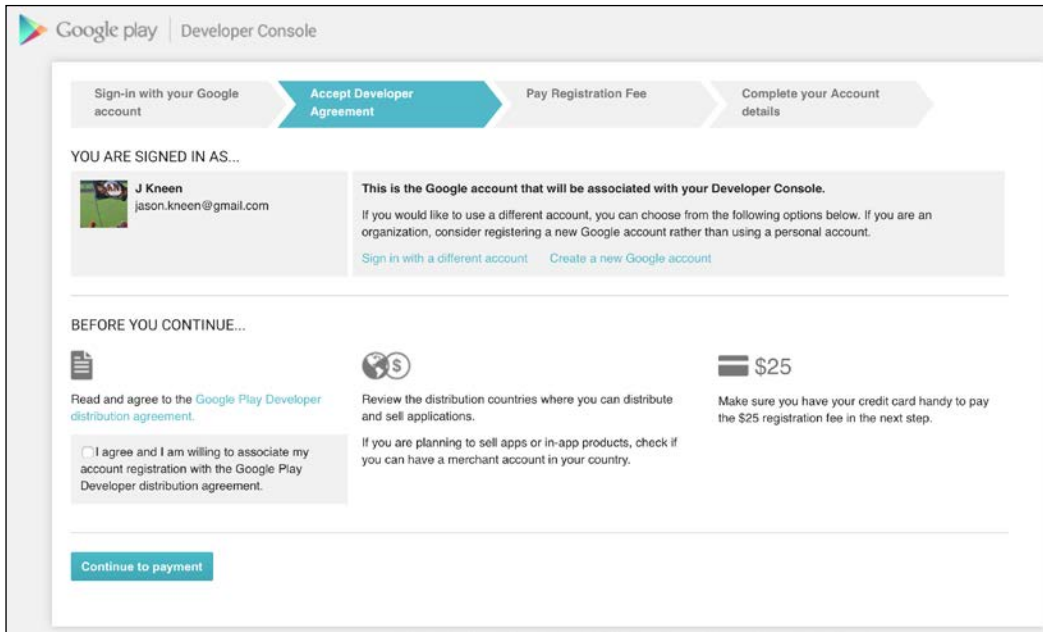 Google play | Developer Console
Sign-in with your Google
account
Accept Developer
Agreement
Pay Registration Fee
Complete your Account
details
YOU ARE SIGNED IN AS...
J Kneen
jason.kneen@gmail.com
This is the Google account that will be associated with your Developer Console.
If you would like to use a different account, you can choose from the following options below. If you are an
organization, consider registering a new Google account rather than using a personal account.
Sign in with a different account Create a new Google account
BEFORE YOU CONTINUE...
Read and agree to the Google Play Developer
distribution agreement.
I agree and I am willing to associate my
account registration with the Google Play
Developer distribution agreement.
Review the distribution countries where you can distribute
and sell applications.
If you are planning to sell apps or in-app products, check if
you can have a merchant account in your country.
$25
Make sure you have your credit card handy to pay
the $25 registration fee in the next step.
Continue to payment